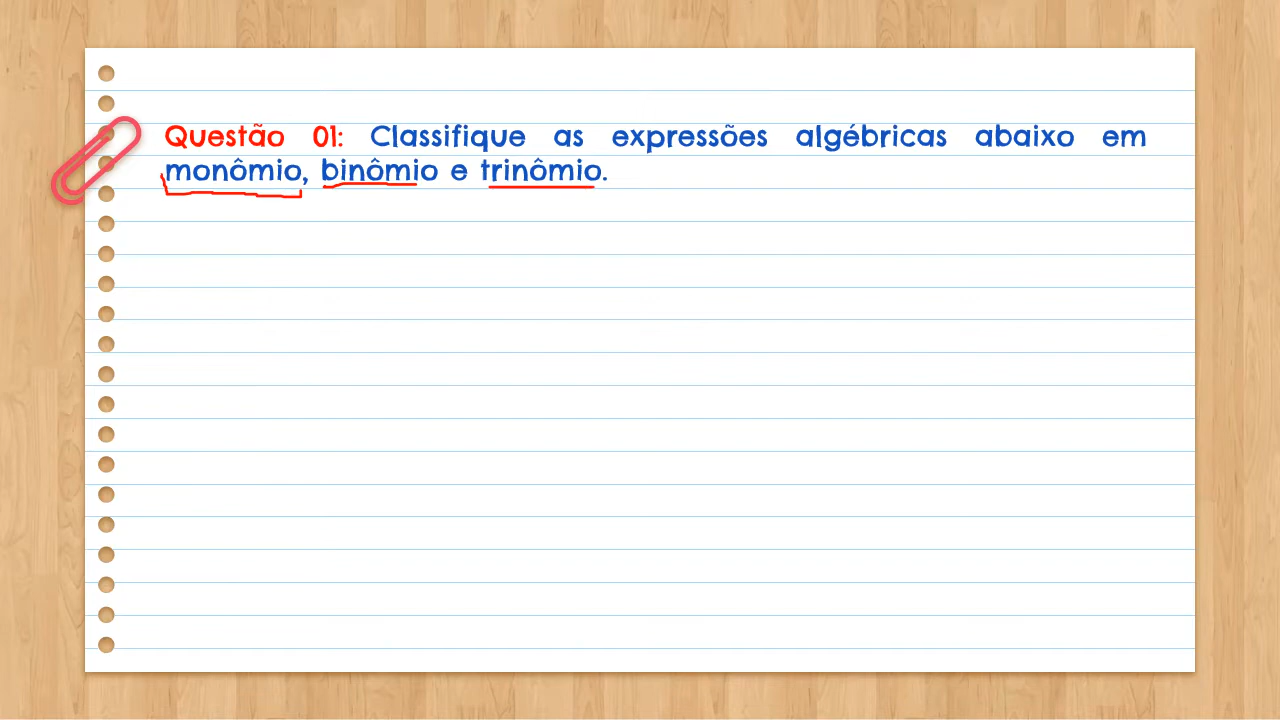 Questão 01: Classifique as expressões algébricas abaixo em
monômio, binômio e trinômio.